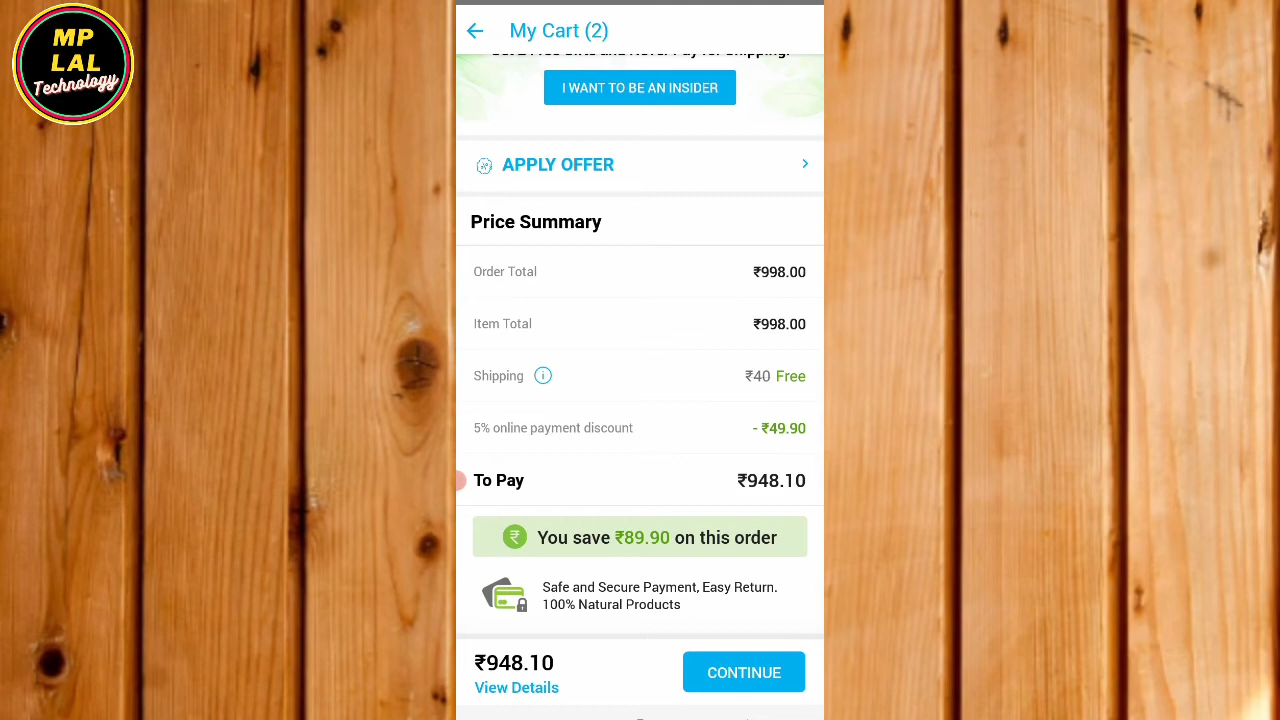 MP
LAL
Technology
My Cart (2)
I WANT TO BE AN INSIDER
APPLY OFFER
Price Summary
Order Total ₹998.00
Item Total ₹998.00
Shipping ₹40 Free
5% online payment discount - ₹49.90
To Pay ₹948.10
You save ₹89.90 on this order
Safe and Secure Payment, Easy Return.
100% Natural Products
₹948.10
View Details
CONTINUE